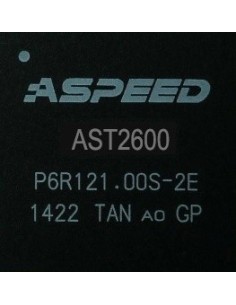 ASPEED
AST2600
P6R121.00S-2E
1422 TAN A0 GP